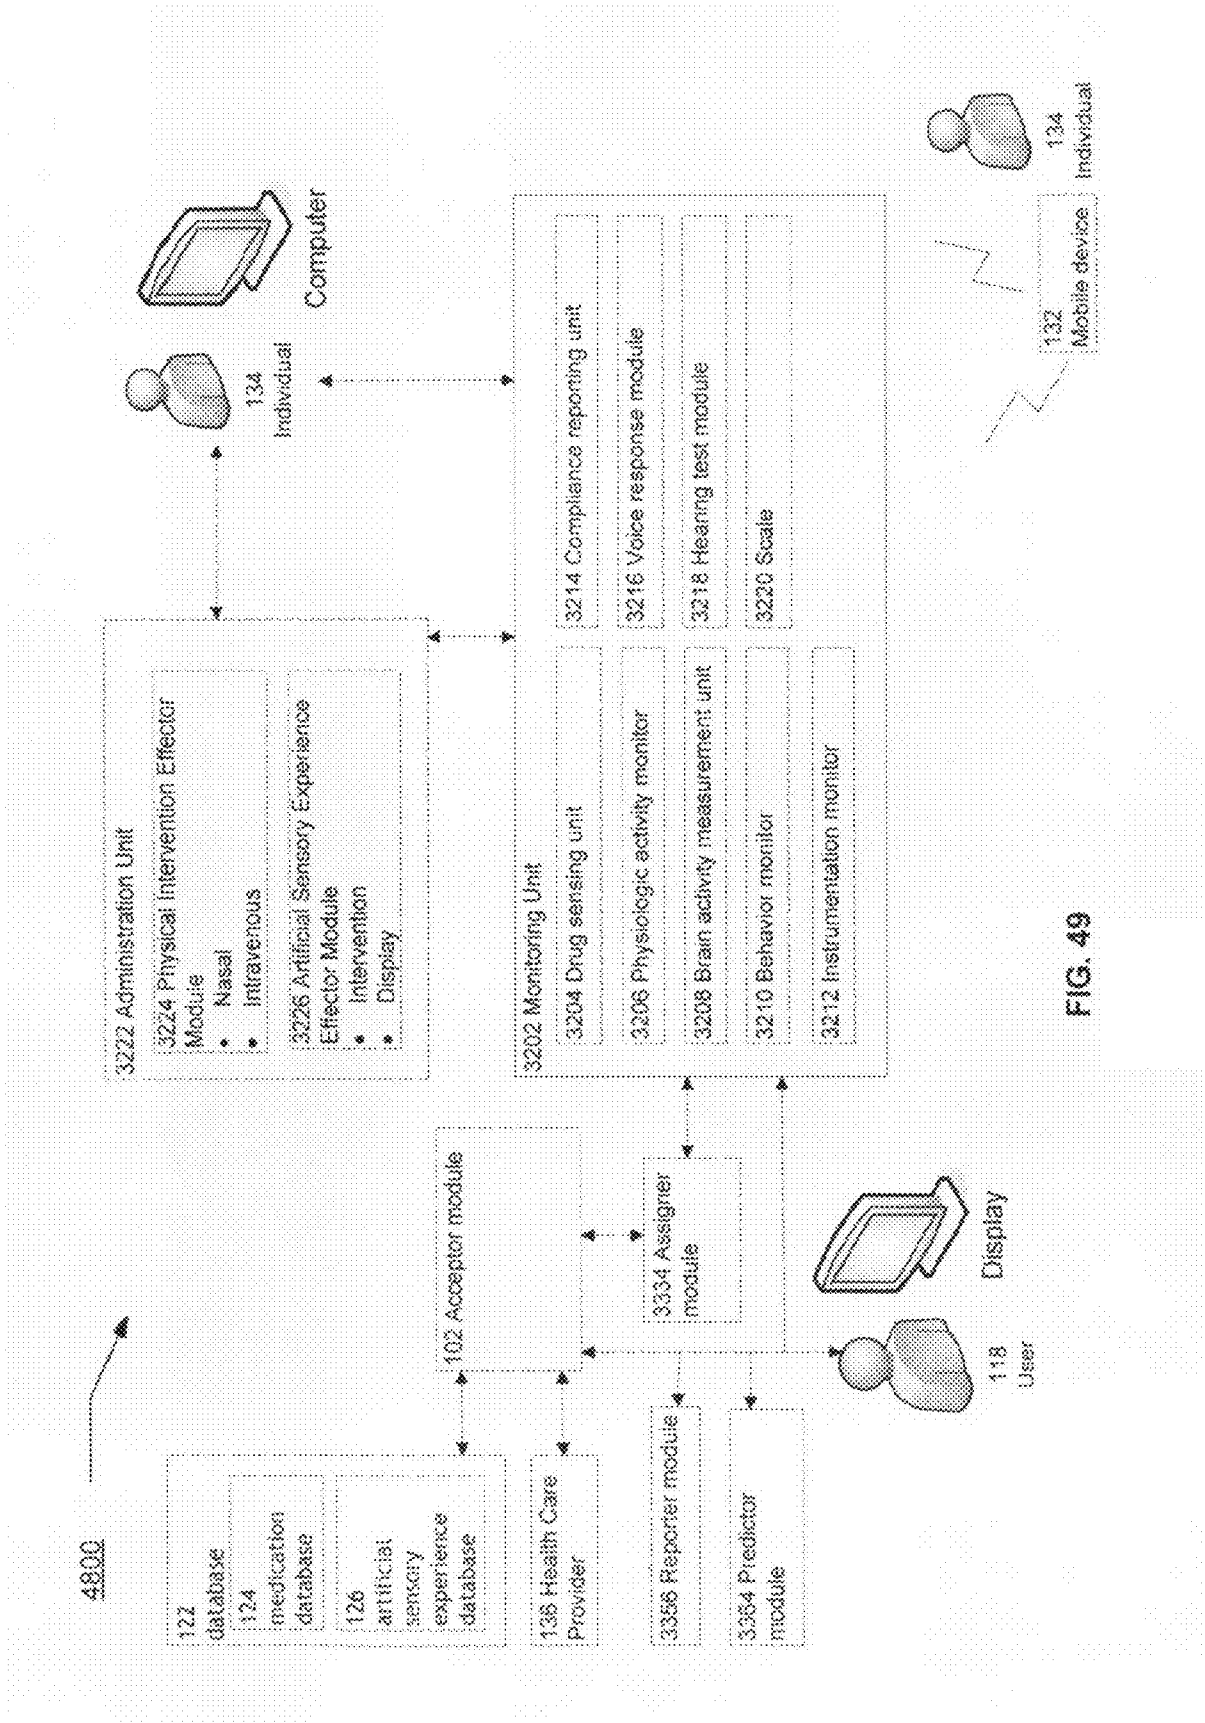 4800
122
database
124
medication
database
126
artificial
sensory
experience
database
136 Health Care
Provider
3356 Reporter module
3364 Predictor
module
102 Acceptor module
3334 Assigner
module
118
User
Display
3222 Administration Unit
3224 Physical Intervention Effector
Module
• Nasal
• Intravenous
3226 Artificial Sensory Experience
Effector Module
• Intervention
• Display
134
Individual
Computer
3202 Monitoring Unit
3204 Drug sensing unit
3206 Physiologic activity monitor
3208 Brain activity measurement unit
3210 Behavior monitor
3212 Instrumentation monitor
3214 Compliance reporting unit
3216 Voice response module
3218 Hearing test module
3220 Scale
132
Mobile device
134
Individual
FIG. 49